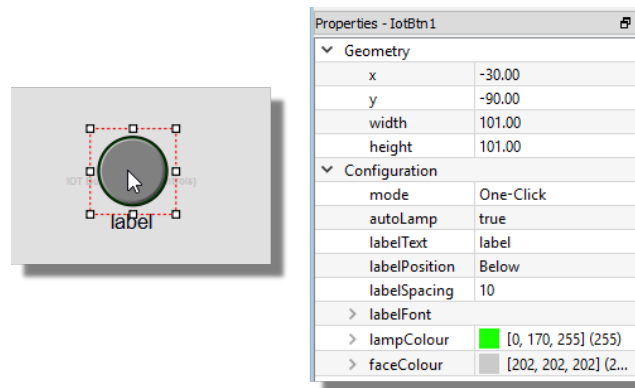 label
Properties - IotBtn1
Geometry
x -30.00
y -90.00
width 101.00
height 101.00
Configuration
mode One-Click
autoLamp true
labelText label
labelPosition Below
labelSpacing 10
labelFont
lampColour [0, 170, 255] (255)
faceColour [202, 202, 202] (2...